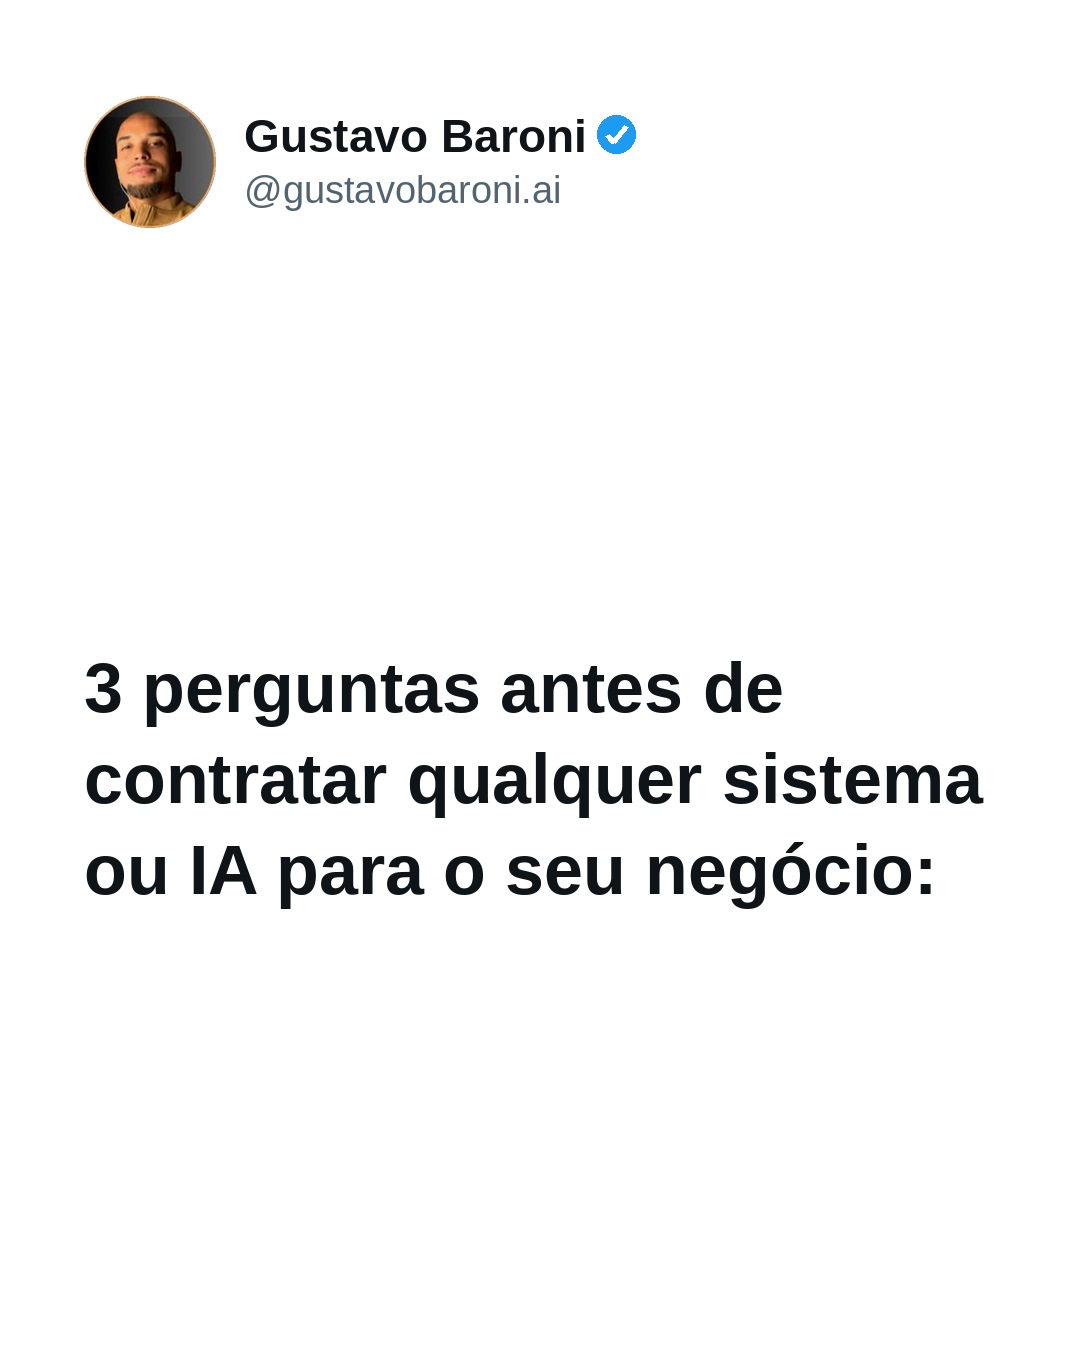 Gustavo Baroni
@gustavobaroni.ai
3 perguntas antes de
contratar qualquer sistema
ou IA para o seu negócio: